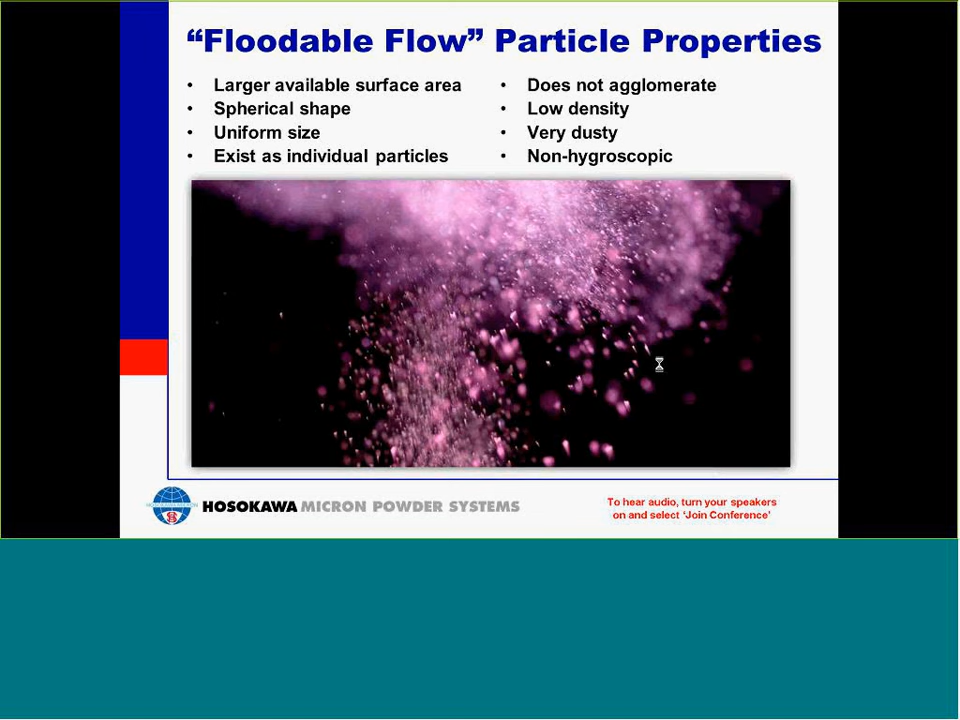 “Floodable Flow” Particle Properties
• Larger available surface area
• Spherical shape
• Uniform size
• Exist as individual particles
• Does not agglomerate
• Low density
• Very dusty
• Non-hygroscopic
HOSOKAWA MICRON POWDER SYSTEMS
To hear audio, turn your speakers
on and select ‘Join Conference’